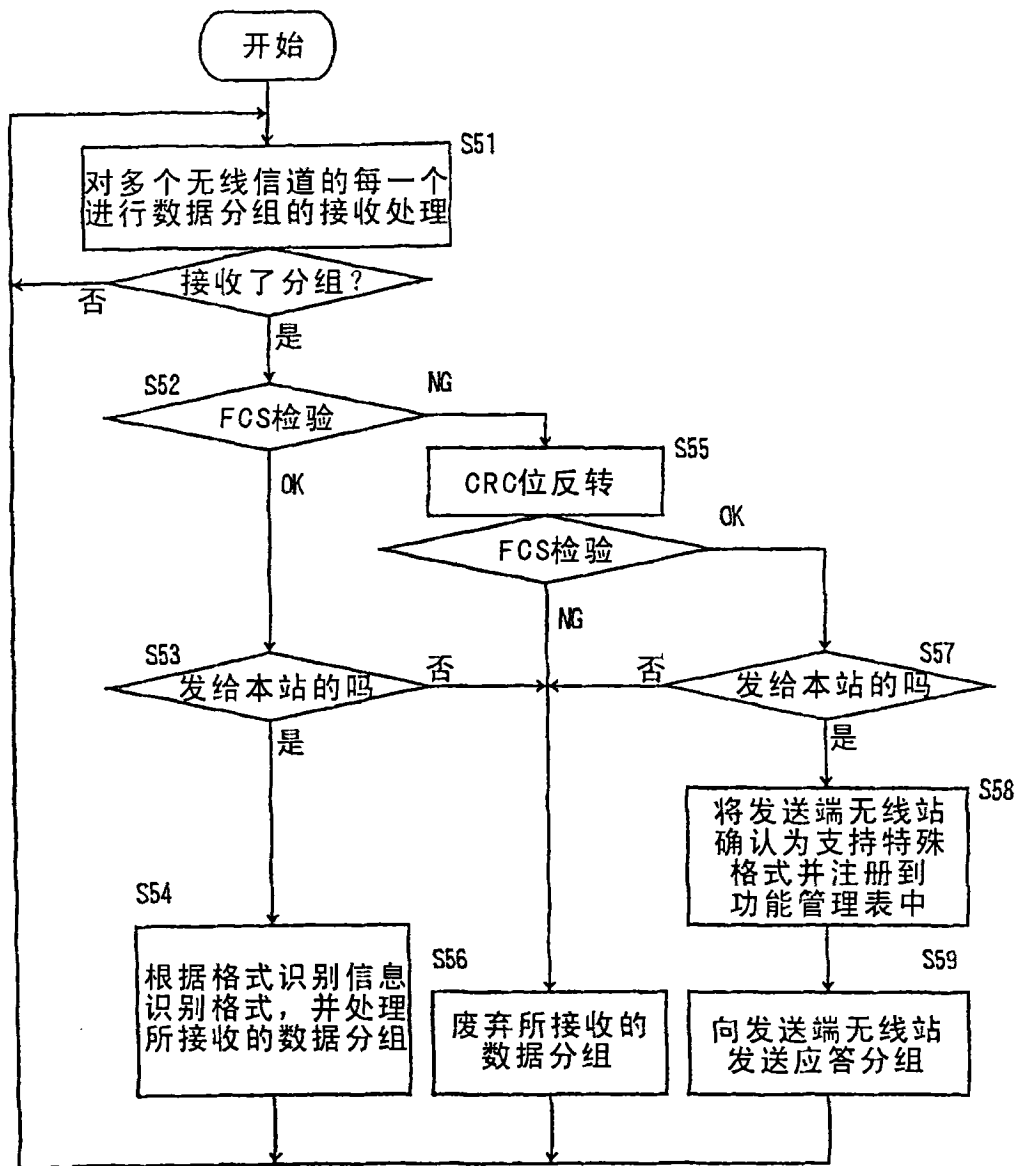 开始
S51
对多个无线信道的每一个
进行数据分组的接收处理
接收了分组？
否
是
S52
NG
FCS检验
S55
OK
CRC位反转
OK
FCS检验
NG
S53
否
否
S57
发给本站的吗
发给本站的吗
是
是
S58
将发送端无线站
确认为支持特殊
格式并注册到
功能管理表中
S54
S56
S59
根据格式识别信息
识别格式，并处理
所接收的数据分组
废弃所接收的
数据分组
向发送端无线站
发送应答分组